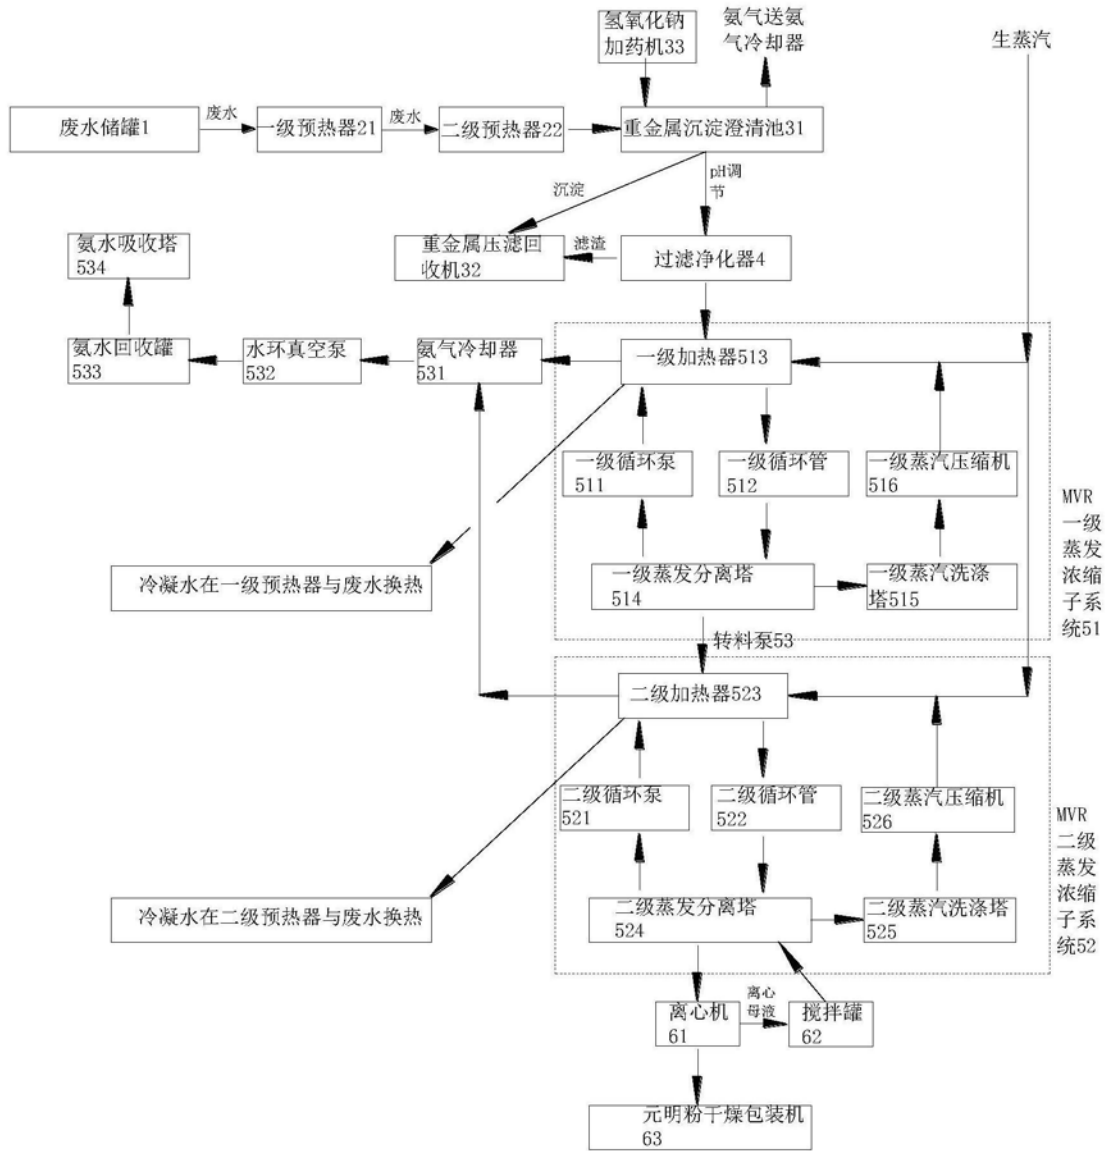 氢氧化钠
加药机33
氨气送氨
气冷却器
生蒸汽
废水储罐1
废水
一级预热器21
废水
二级预热器22
重金属沉淀澄清池31
沉淀
pH调
节
氨水吸收塔
534
重金属压滤回
收机32
滤渣
过滤净化器4
氨水回收罐
533
水环真空泵
532
氨气冷却器
531
一级加热器513
一级循环泵
511
一级循环管
512
一级蒸汽压缩机
516
MVR
一级
蒸发
浓缩
子系
统51
冷凝水在一级预热器与废水换热
一级蒸发分离塔
514
一级蒸汽洗涤
塔515
转料泵53
二级加热器523
二级循环泵
521
二级循环管
522
二级蒸汽压缩机
526
MVR
二级
蒸发
浓缩
子系
统52
冷凝水在二级预热器与废水换热
二级蒸发分离塔
524
二级蒸汽洗涤塔
525
离心机
61
离心
母液
搅拌罐
62
元明粉干燥包装机
63